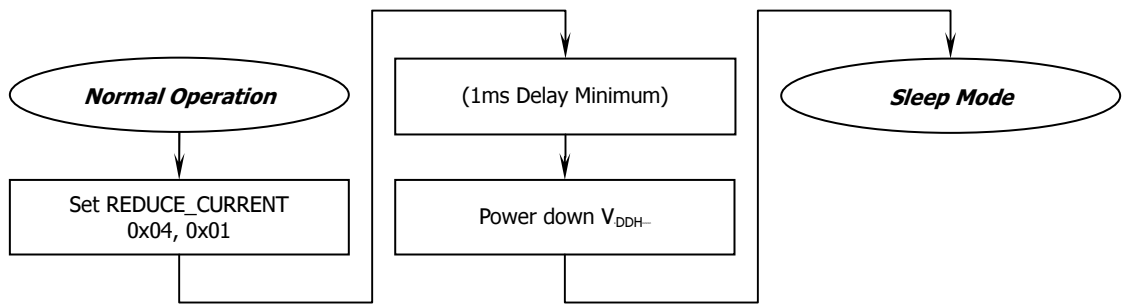 Normal Operation
Set REDUCE_CURRENT
0x04, 0x01
(1ms Delay Minimum)
Power down VDDH
Sleep Mode